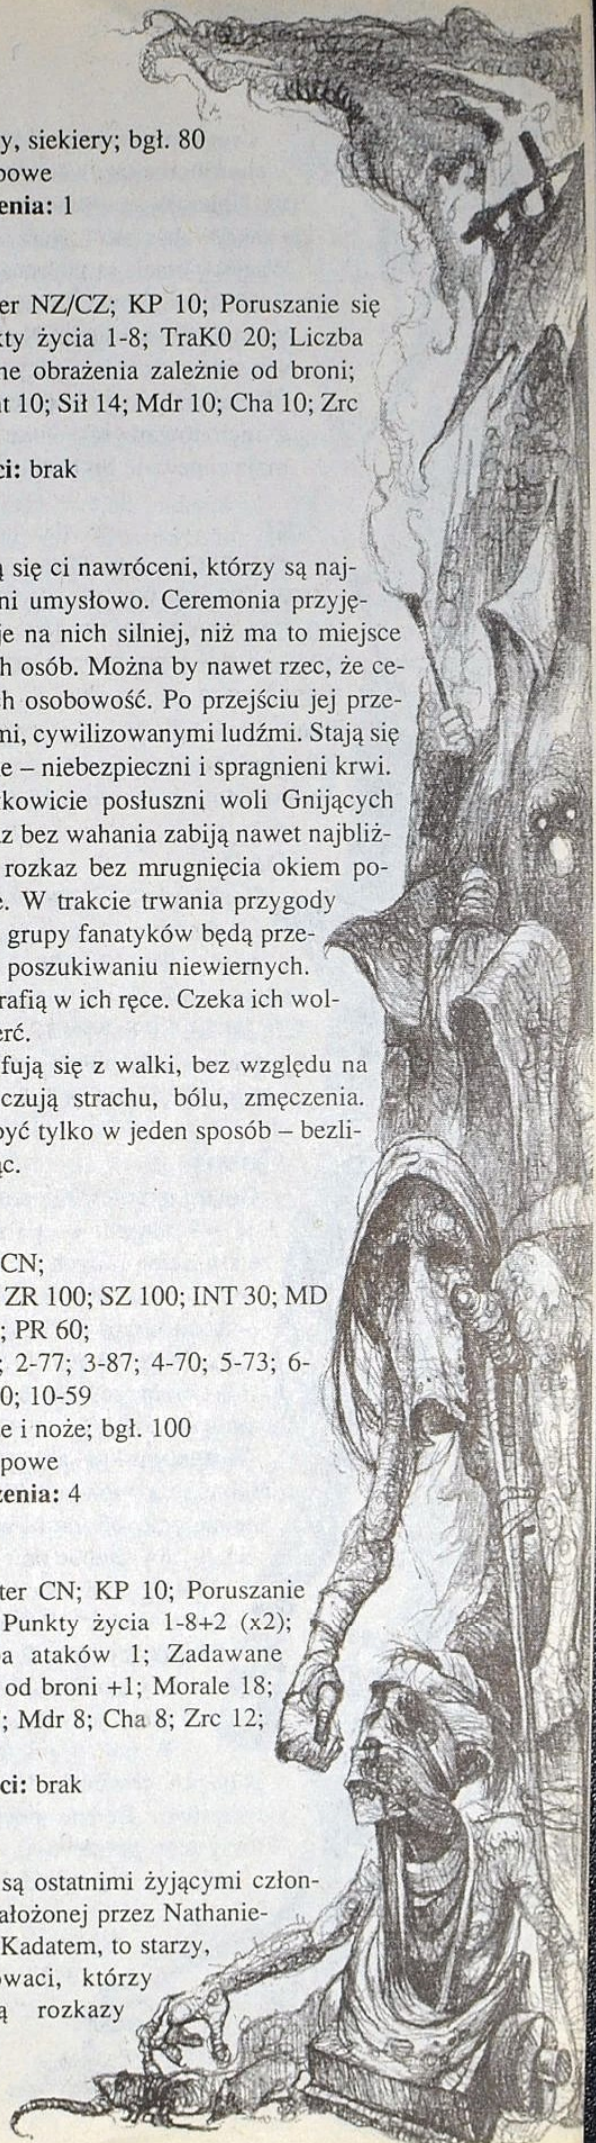 y, siekiery; bgł. 80
powe
enia: 1
er NZ/CZ; KP 10; Poruszanie się
kty życia 1-8; TraK0 20; Liczba
ne obrażenia zależnie od broni;
nt 10; Sił 14; Mdr 10; Cha 10; Zrc
ci: brak
ą się ci nawróceni, którzy są naj-
ni umysłowo. Ceremonia przyję-
je na nich silniej, niż ma to miejsce
h osób. Można by nawet rzec, że ce-
ch osobowość. Po przejściu jej prze-
mi, cywilizowanymi ludźmi. Stają się
e – niebezpieczni i spragnieni krwi.
kowicie posłuszni woli Gnijących
z bez wahania zabiją nawet najbliż-
rozkaz bez mrugnięcia okiem po-
e. W trakcie trwania przygody
grupy fanatyków będą prze-
poszukiwaniu niewiernych.
rafią w ich ręce. Czeka ich wol-
erć.
fują się z walki, bez względu na
czują strachu, bólu, zmęczenia.
być tylko w jeden sposób – bezli-
ąc.
CN;
ZR 100; SZ 100; INT 30; MD
; PR 60;
; 2-77; 3-87; 4-70; 5-73; 6-
0; 10-59
e i noże; bgł. 100
powe
zenia: 4
ter CN; KP 10; Poruszanie
Punkty życia 1-8+2 (x2);
a ataków 1; Zadawane
od broni +1; Morale 18;
; Mdr 8; Cha 8; Zrc 12;
ci: brak
są ostatnimi żyjącymi człon-
ałożonej przez Nathanie-
Kadatem, to starzy,
owaci, którzy
ą rozkazy